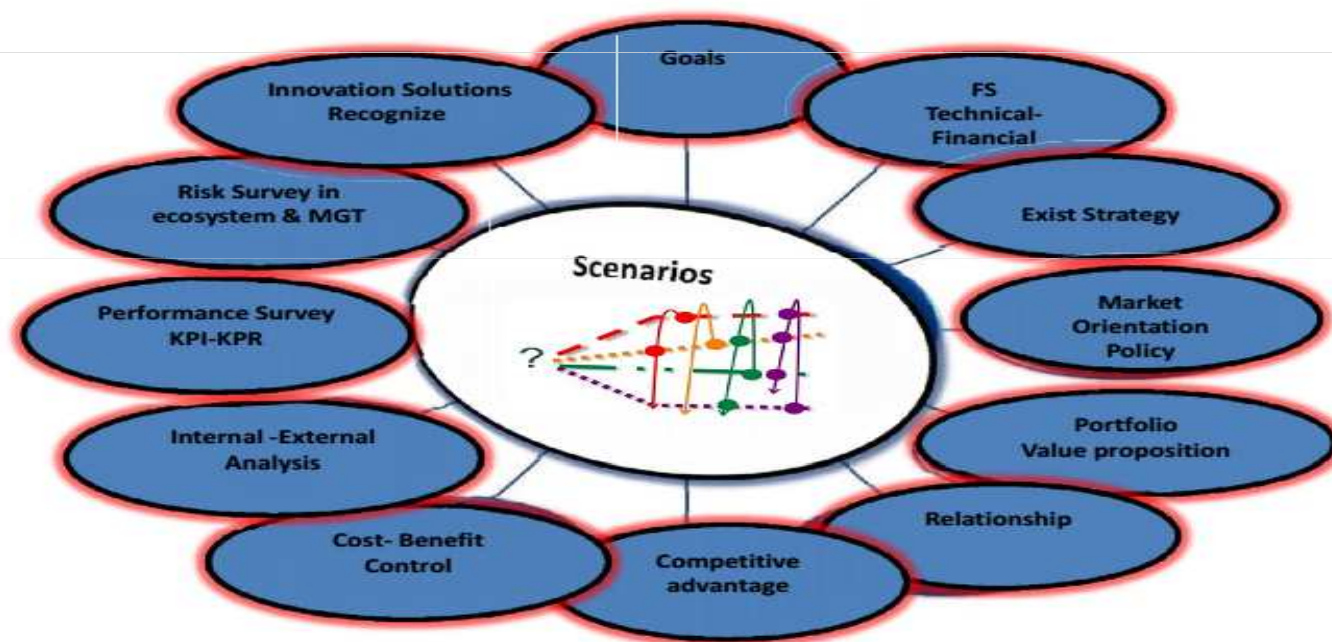 Goals
FS
Technical-
Financial
Exist Strategy
Market
Orientation
Policy
Portfolio
Value proposition
Relationship
Competitive
advantage
Cost- Benefit
Control
Internal -External
Analysis
Performance Survey
KPI-KPR
Risk Survey in
ecosystem & MGT
Innovation Solutions
Recognize
Scenarios
?